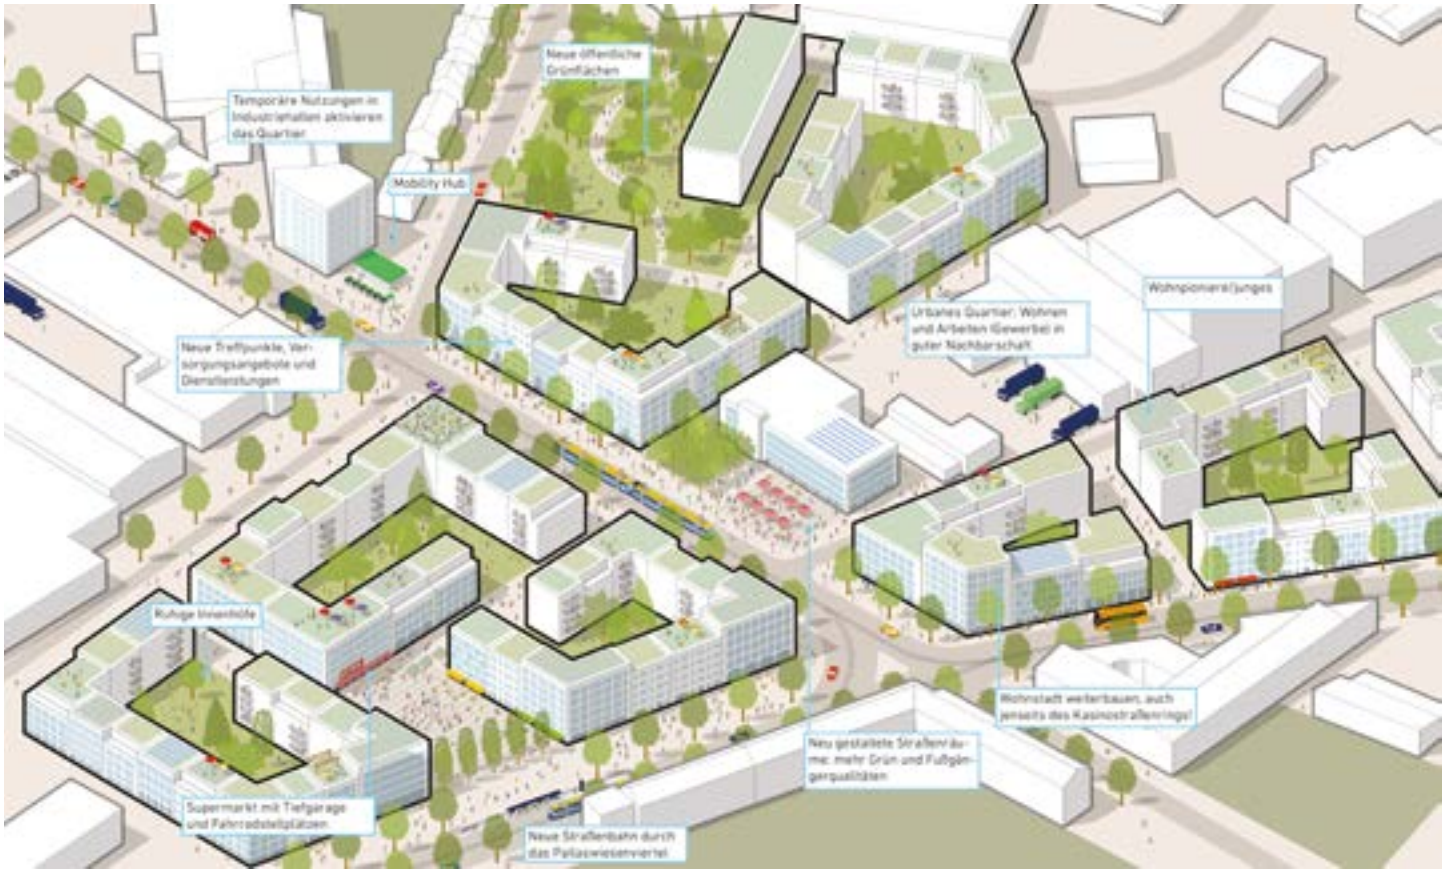 Neue öffentliche
Grünflächen
Temporäre Nutzungen in
Industriehallen aktivieren
das Quartier
Mobility Hub
Wohnpioniere/Junges
Urbanes Quartier: Wohnen
und Arbeiten (Gewerbe) in
guter Nachbarschaft
Neue Treffpunkte, Ver-
sorgungsangebote und
Dienstleistungen
Ruhige Innenhöfe
Wohnstadt weiterbauen, auch
jenseits des Kasinostraßenrings!
Neu gestaltete Straßenräu-
me: mehr Grün und Fußgän-
gerqualitäten
Supermarkt mit Tiefgarage
und Fahrradstellplätzen
Neue Straßenbahn durch
das Pallaswiesenviertel